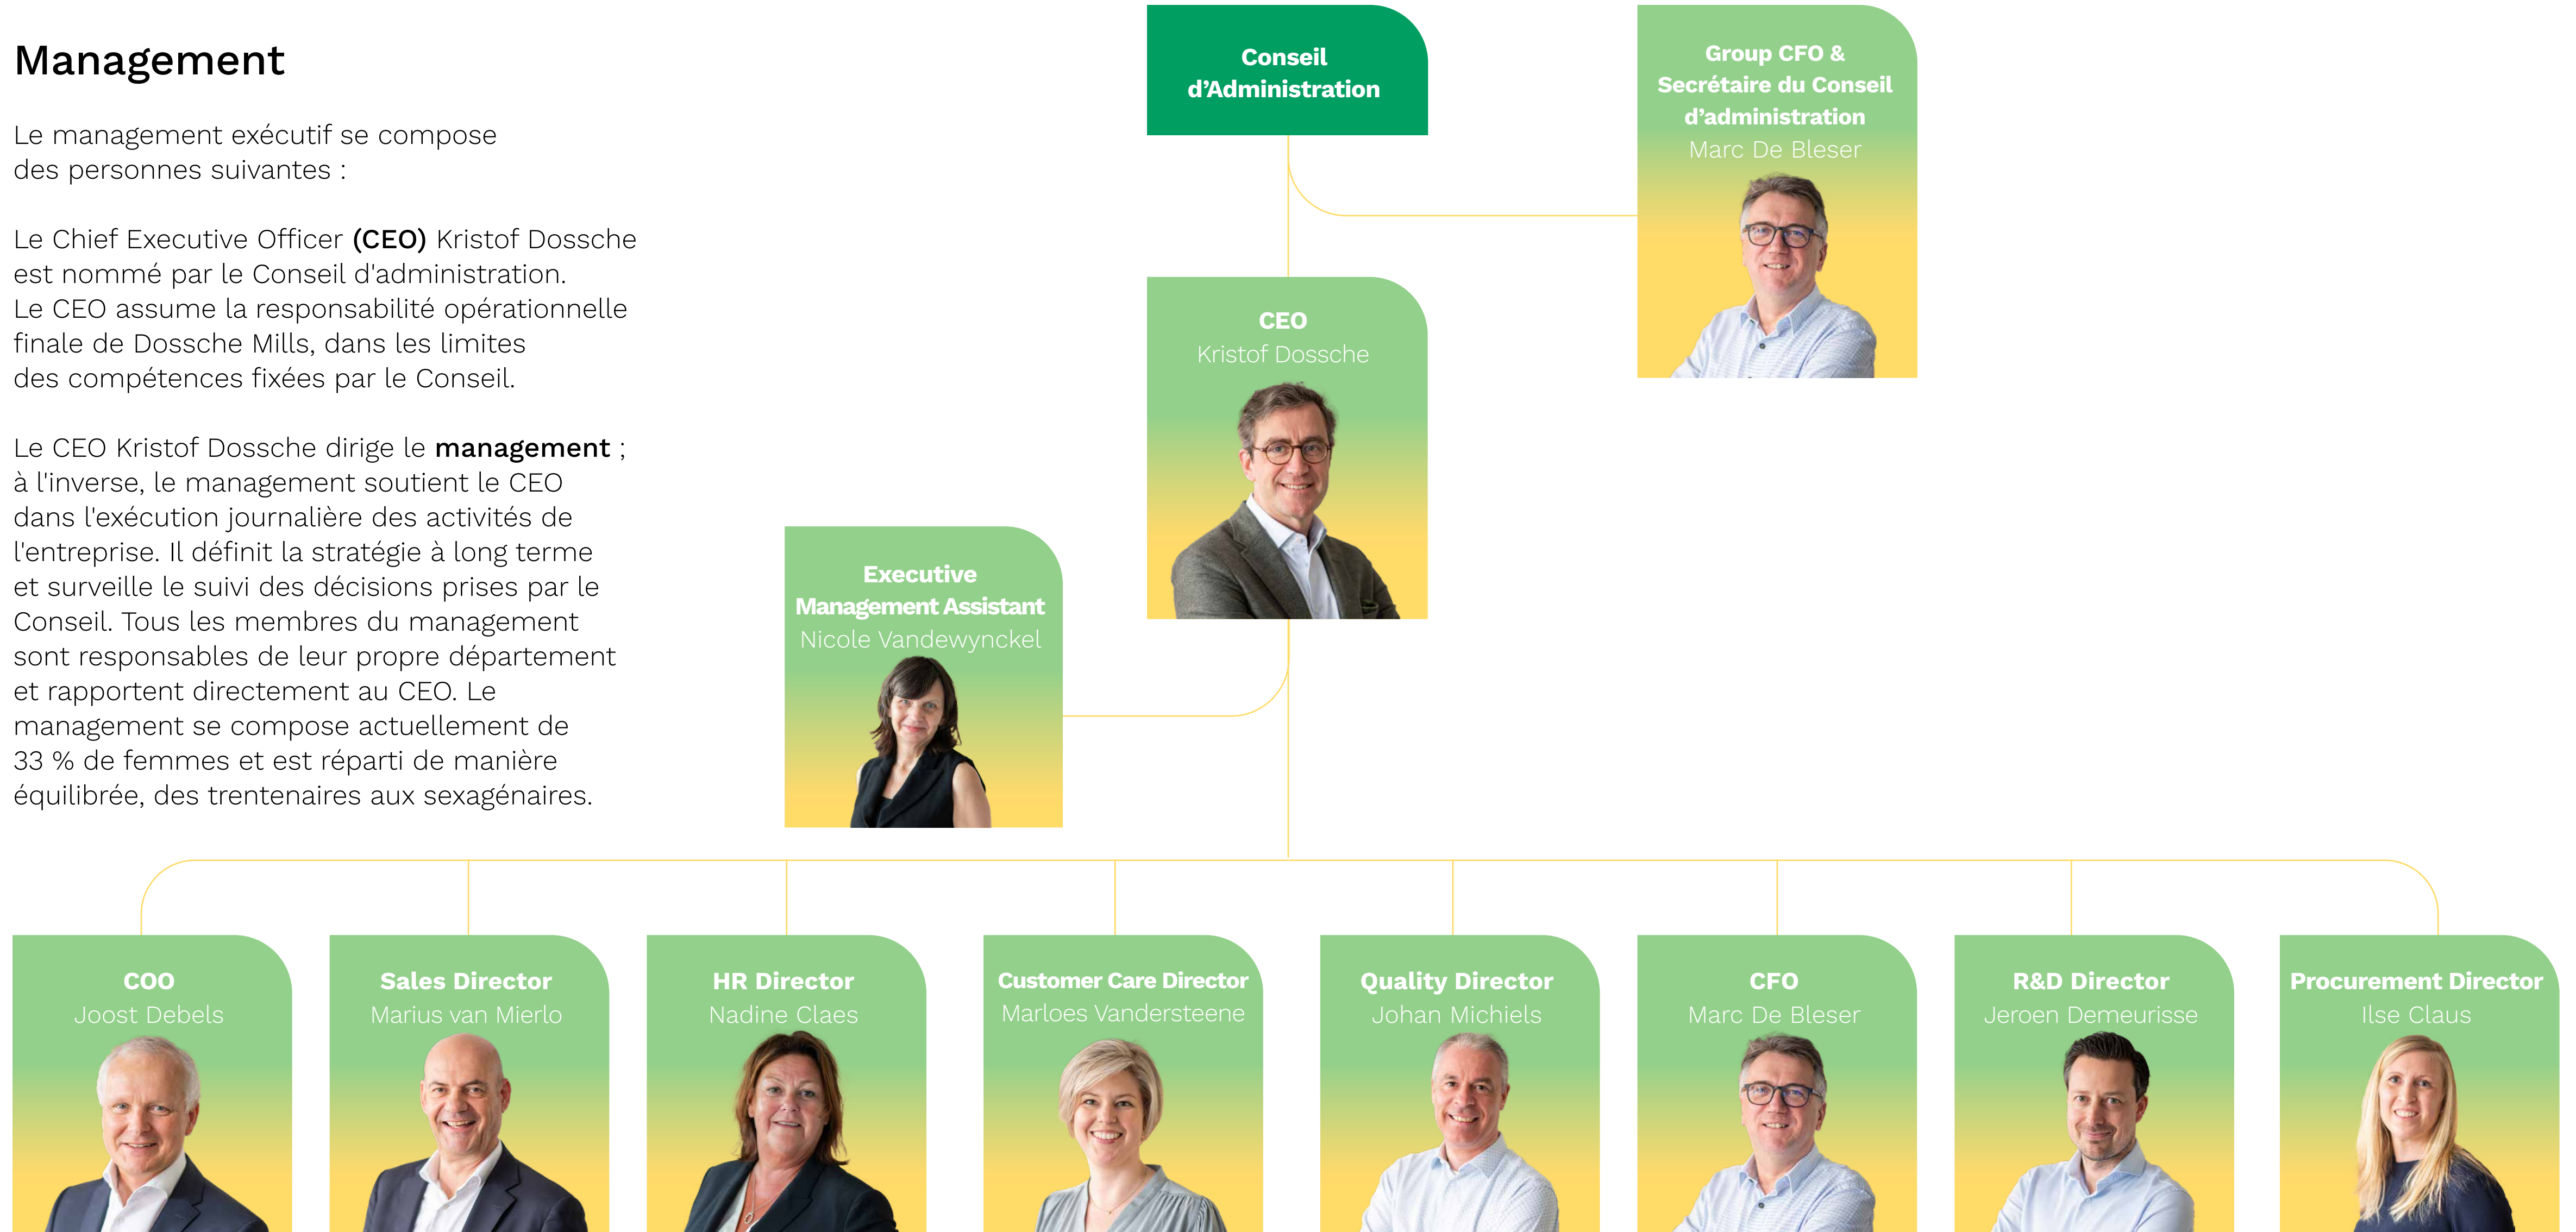 Management
Le management exécutif se compose
des personnes suivantes :
Le Chief Executive Officer (CEO) Kristof Dossche
est nommé par le Conseil d'administration.
Le CEO assume la responsabilité opérationnelle
finale de Dossche Mills, dans les limites
des compétences fixées par le Conseil.
Le CEO Kristof Dossche dirige le management ;
à l'inverse, le management soutient le CEO
dans l'exécution journalière des activités de
l'entreprise. Il définit la stratégie à long terme
et surveille le suivi des décisions prises par le
Conseil. Tous les membres du management
sont responsables de leur propre département
et rapportent directement au CEO. Le
management se compose actuellement de
33 % de femmes et est réparti de manière
équilibrée, des trentenaires aux sexagénaires.
Conseil
d’Administration
Group CFO &
Secrétaire du Conseil
d’administration
Marc De Bleser
CEO
Kristof Dossche
Executive
Management Assistant
Nicole Vandewynckel
COO
Joost Debels
Sales Director
Marius van Mierlo
HR Director
Nadine Claes
Customer Care Director
Marloes Vandersteene
Quality Director
Johan Michiels
CFO
Marc De Bleser
R&D Director
Jeroen Demeurisse
Procurement Director
Ilse Claus